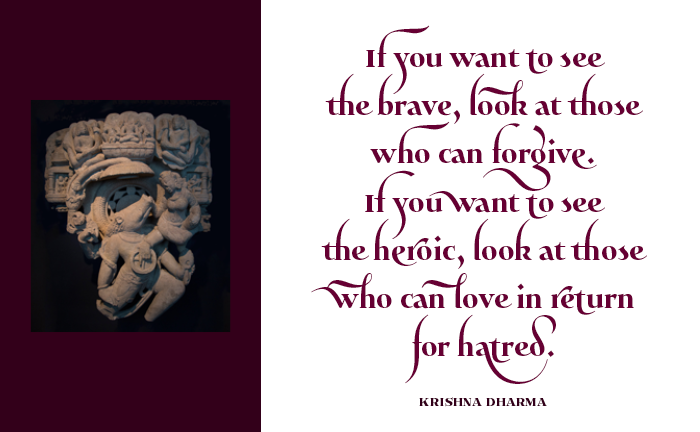 If you want to see
the brave, look at those
who can forgive.
If you want to see
the heroic, look at those
who can love in return
for hatred.
KRISHNA DHARMA